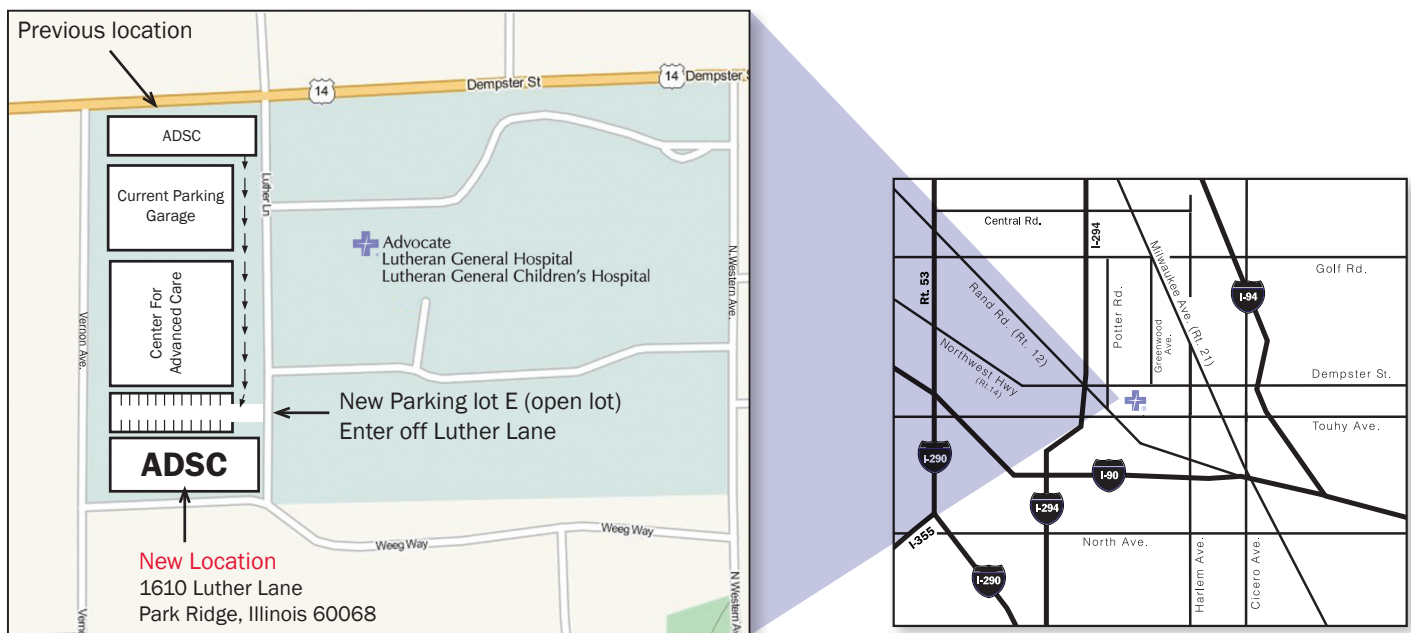 Previous location
14
Dempster St
14
Dempster S
ADSC
Current Parking
Garage
Luther Ln
Advocate
Lutheran General Hospital
Lutheran General Children's Hospital
N.Western Ave.
Vernon Ave.
Center For
Advanced Care
New Parking lot E (open lot)
Enter off Luther Lane
ADSC
Weeg Way
Weeg Way
New Location
1610 Luther Lane
Park Ridge, Illinois 60068
N Western Av
Central Rd.
I-294
Milwaukee Ave. (Rt. 21)
Golf Rd.
Rt. 53
Rand Rd. (Rt. 12)
Potter Rd.
Greenwood
Ave.
I-94
Northwest Hwy
(Rt.14)
Dempster St.
Touhy Ave.
I-290
I-90
I-294
I-355
North Ave.
I-290
Harlem Ave.
Cicero Ave.